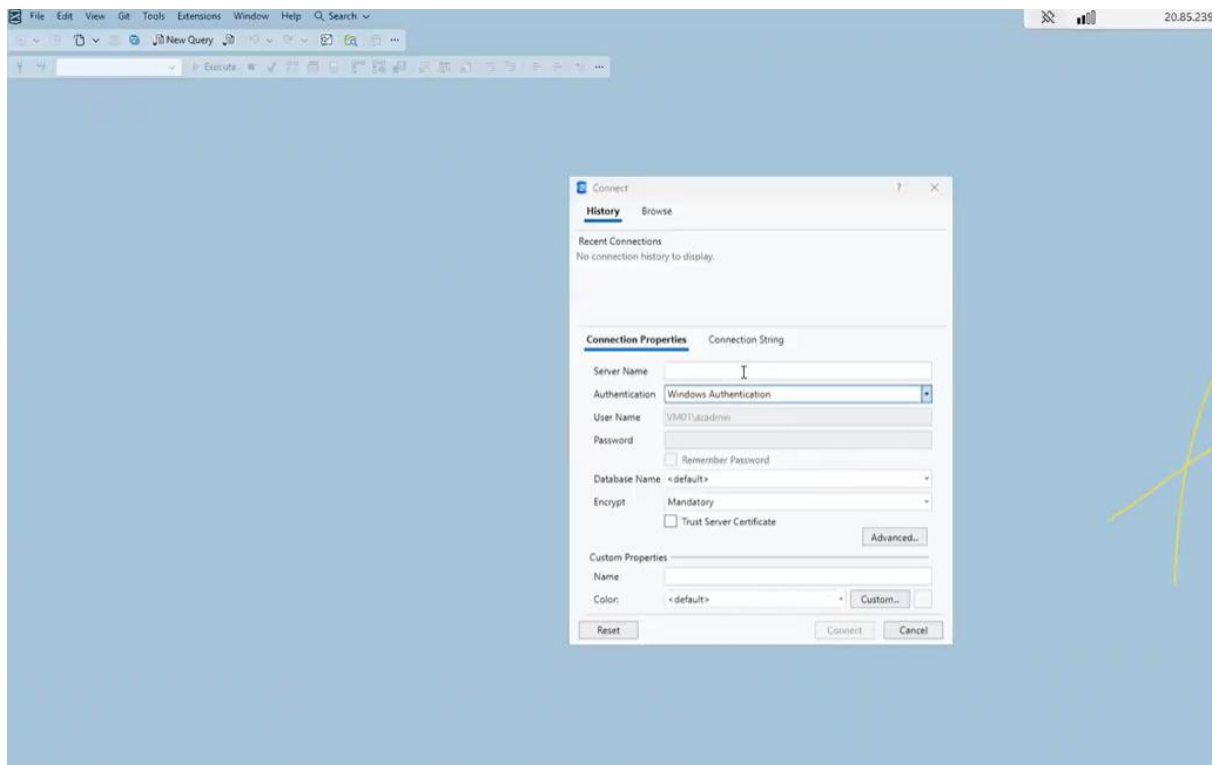 File Edit View Git Tools Extensions Window Help Search
20.85.239
New Query
Execute
Connect
History Browse
Recent Connections
No connection history to display.
Connection Properties Connection String
Server Name
Authentication Windows Authentication
User Name VM01\azadmin
Password
Remember Password
Database Name <default>
Encrypt Mandatory
Trust Server Certificate
Advanced...
Custom Properties
Name
Color: <default> Custom...
Reset Connect Cancel